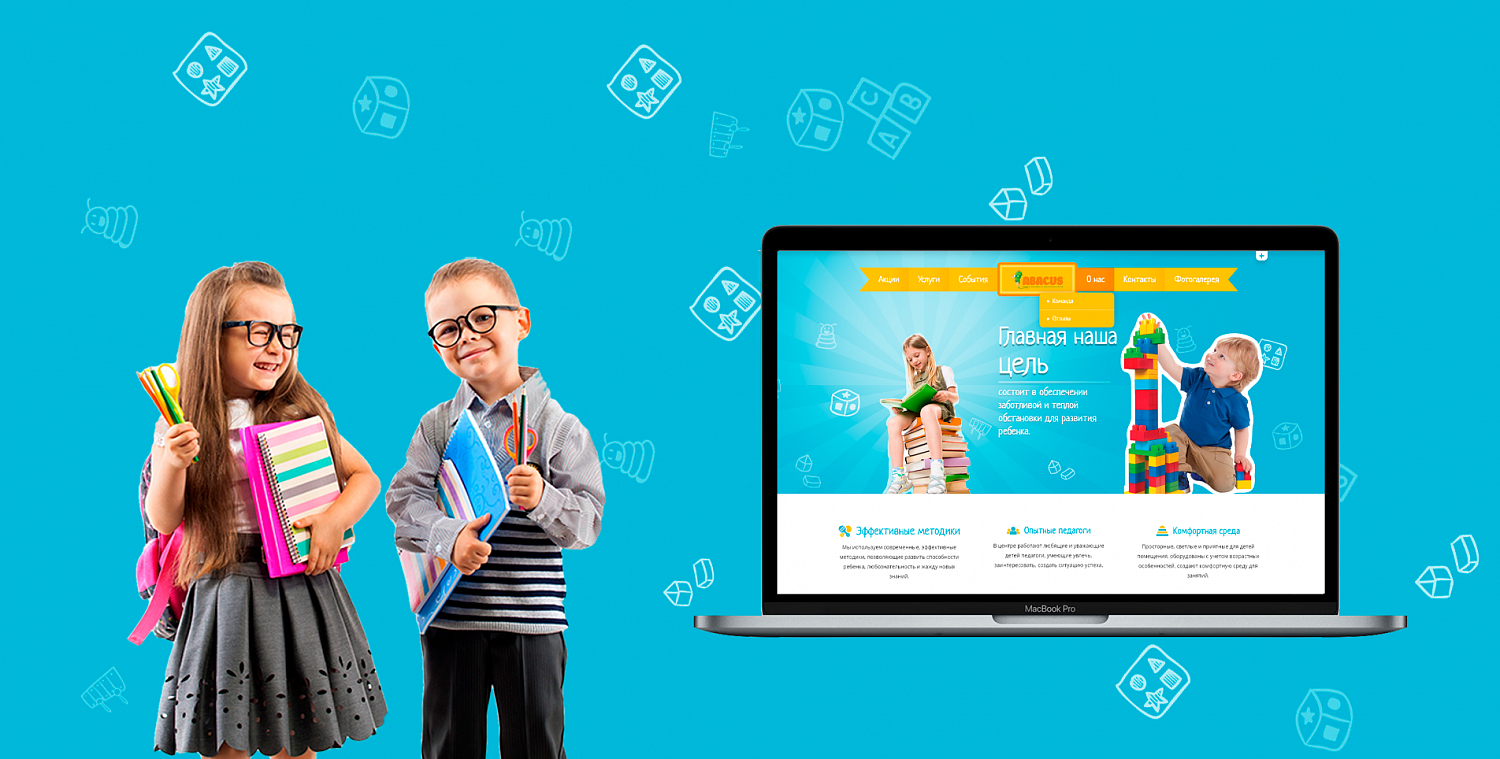 C B
A
Акции Услуги События ABACUS О нас Контакты Фотогалерея
Команда
Отзывы
Главная наша
цель
состоит в обеспечении
заботливой и теплой
обстановки для развития
ребенка.
Эффективные методики
Мы используем современные, эффективные
методики, позволяющие развить способности
ребенка, любознательность и жажду новых
знаний.
Опытные педагоги
В центре работают любящие и уважающие
детей педагоги, умеющие увлечь,
заинтересовать, создать ситуацию успеха.
Комфортная среда
Просторные, светлые и приятные для детей
помещения, оборудованы с учетом возрастных
особенностей, создают комфортную среду для
занятий.
MacBook Pro